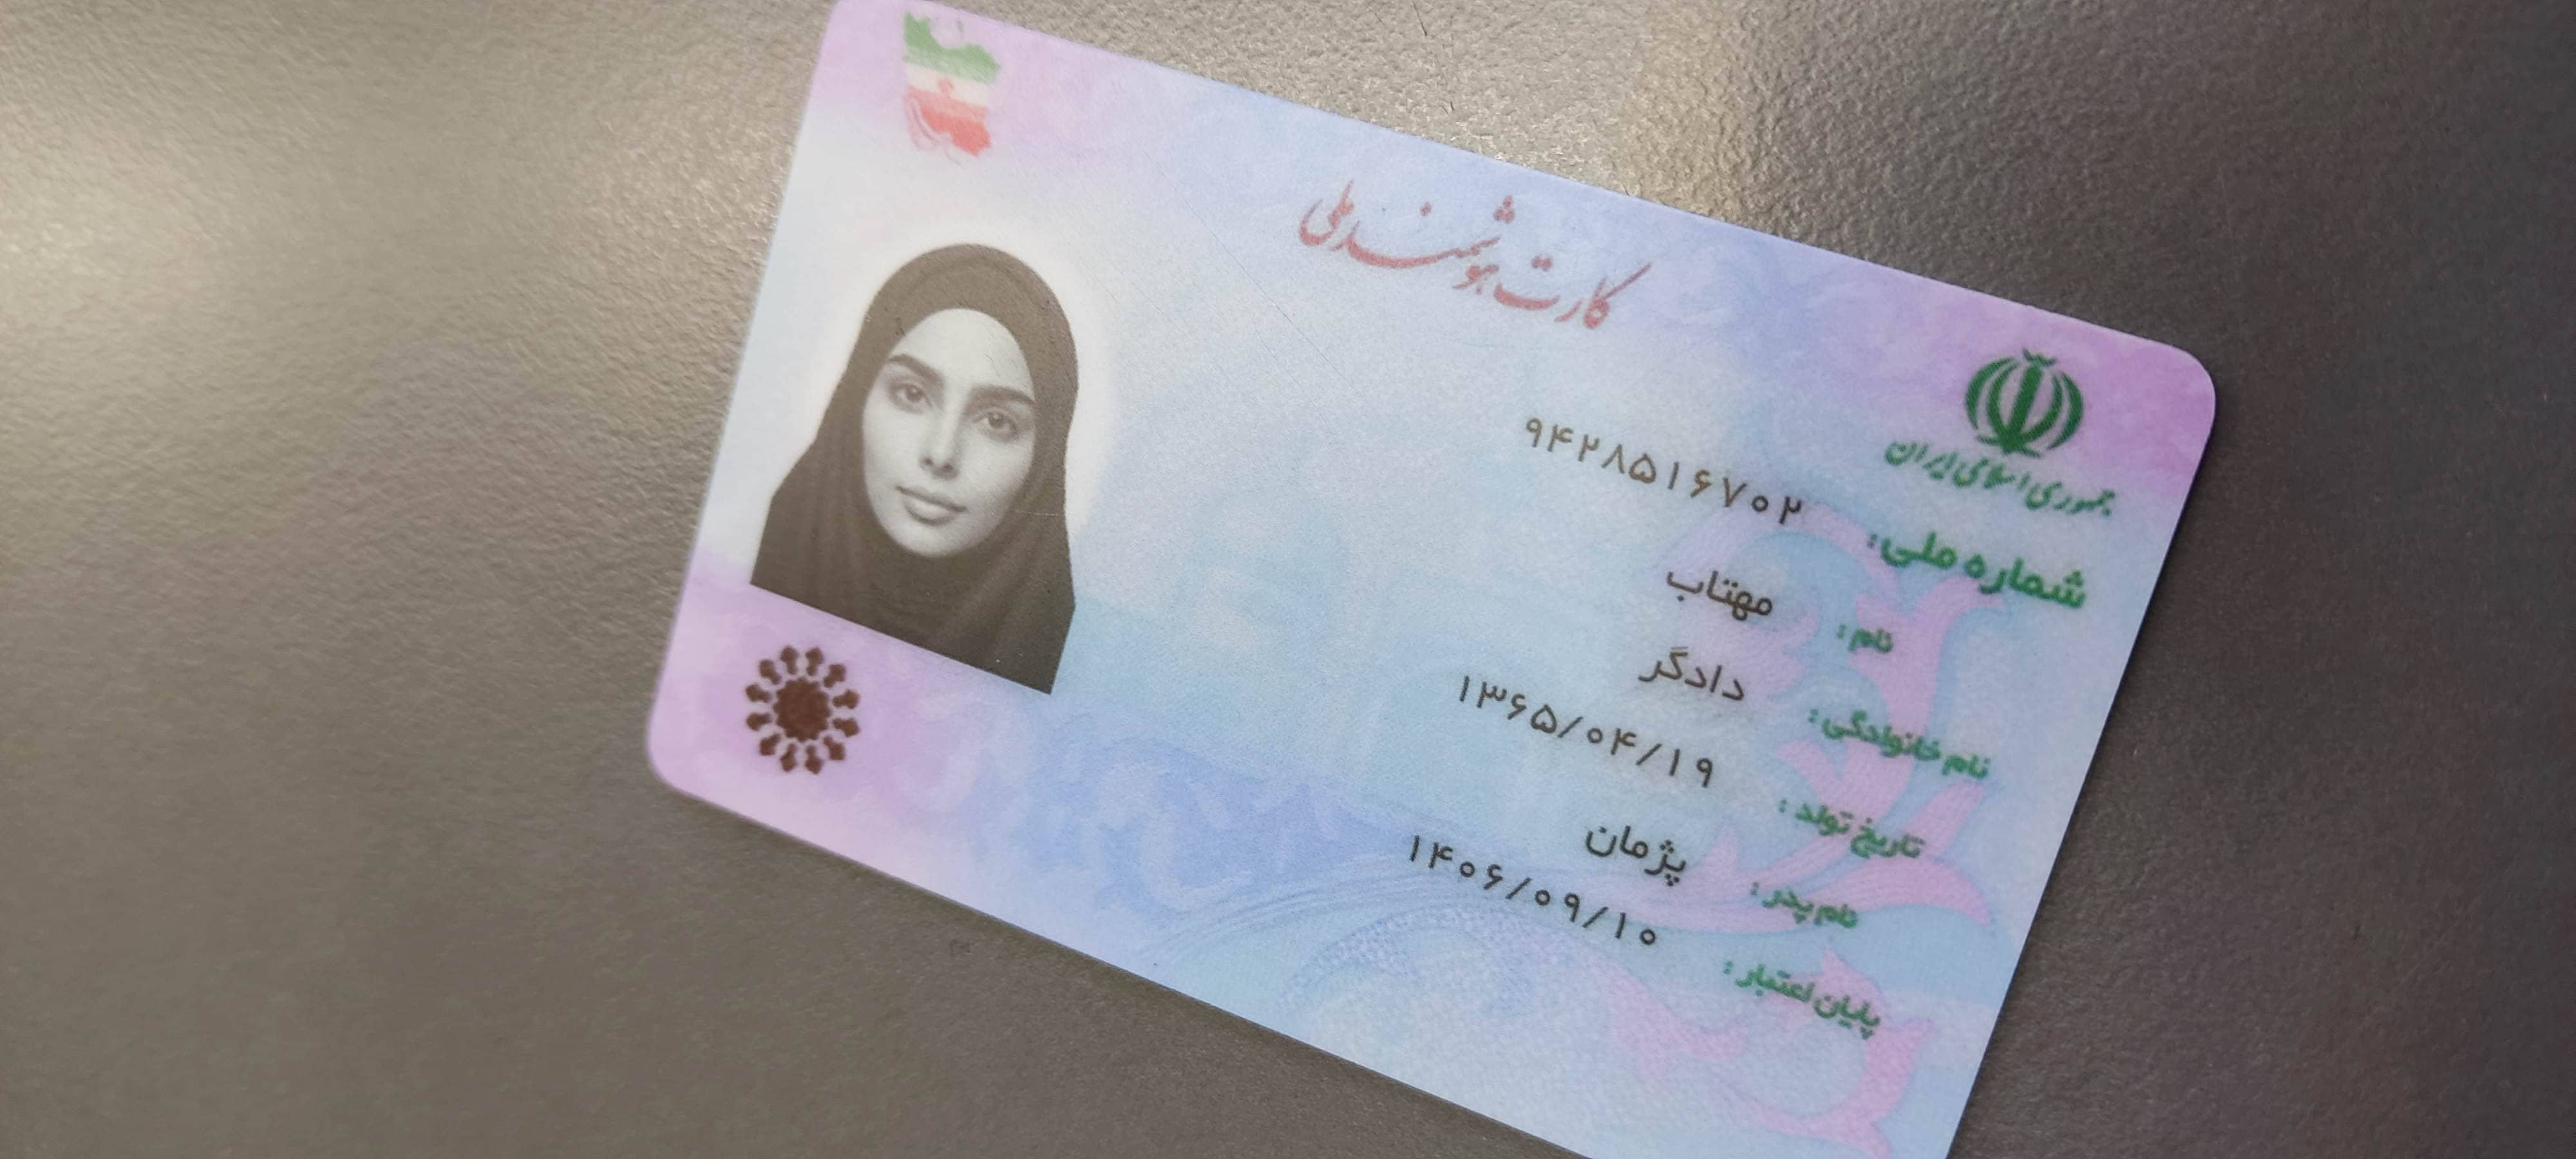 کارت هوشمند ملی
جمهوری اسلامی ایران
شماره ملی: ۹۴۲۸۵۱۶۷۰۲
نام: مهتاب
نام خانوادگی: دادگر
تاریخ تولد: ۱۳۶۵/۰۴/۱۹
نام پدر: پژمان
پایان اعتبار: ۱۴۰۶/۰۹/۱۰